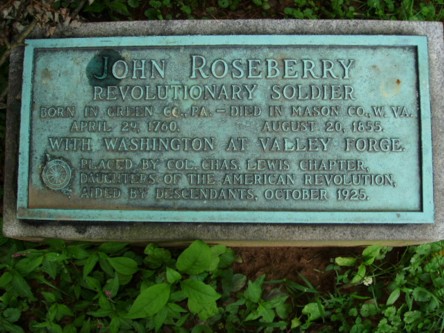 JOHN ROSEBERRY
REVOLUTIONARY SOLDIER
BORN IN GREEN CO., PA. - DIED IN MASON CO., W. VA.
APRIL 29, 1760. AUGUST 26, 1855.
WITH WASHINGTON AT VALLEY FORGE.
PLACED BY COL. CHAS. LEWIS CHAPTER,
DAUGHTERS OF THE AMERICAN REVOLUTION,
AIDED BY DESCENDANTS, OCTOBER 1925.